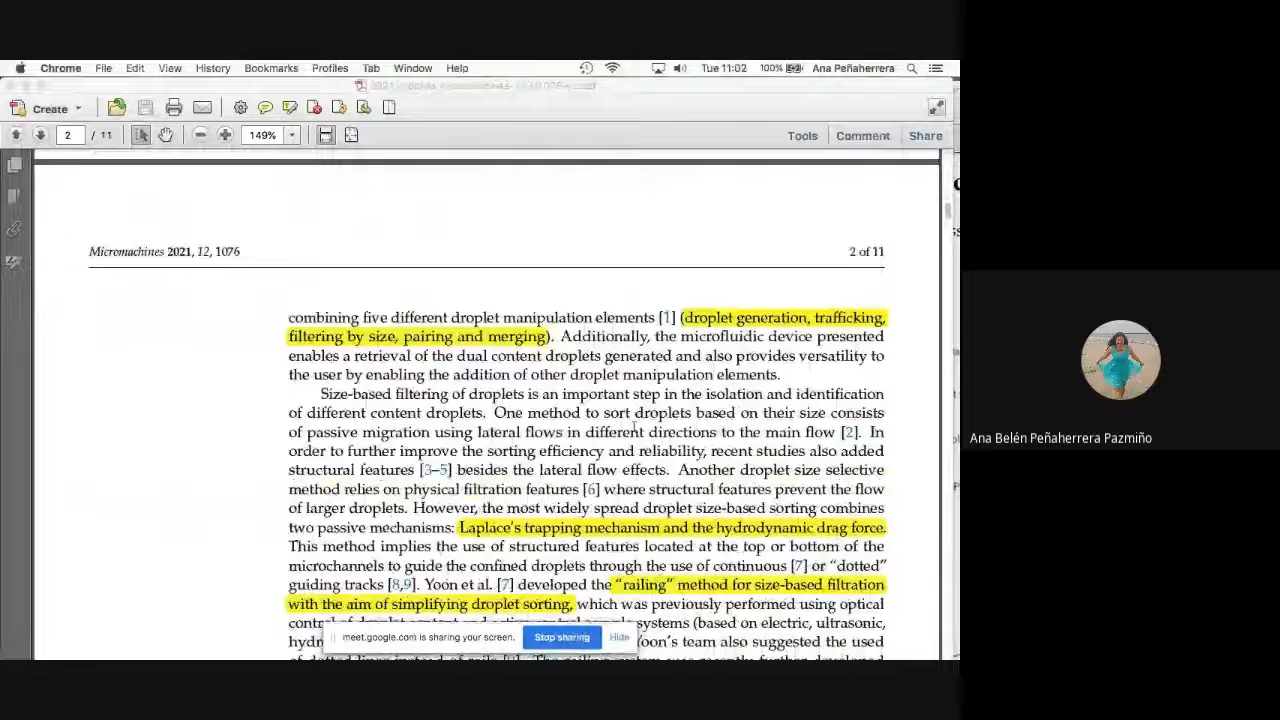 Chrome File Edit View History Bookmarks Profiles Tab Window Help Tue 11:02 100% Ana Peñaherrera
Create
2 / 11 149% Tools Comment Share
Micromachines 2021, 12, 1076 2 of 11
combining five different droplet manipulation elements [1] (droplet generation, trafficking,
filtering by size, pairing and merging). Additionally, the microfluidic device presented
enables a retrieval of the dual content droplets generated and also provides versatility to
the user by enabling the addition of other droplet manipulation elements.
Size-based filtering of droplets is an important step in the isolation and identification
of different content droplets. One method to sort droplets based on their size consists
of passive migration using lateral flows in different directions to the main flow [2]. In
order to further improve the sorting efficiency and reliability, recent studies also added
structural features [3–5] besides the lateral flow effects. Another droplet size selective
method relies on physical filtration features [6] where structural features prevent the flow
of larger droplets. However, the most widely spread droplet size-based sorting combines
two passive mechanisms: Laplace's trapping mechanism and the hydrodynamic drag force.
This method implies the use of structured features located at the top or bottom of the
microchannels to guide the confined droplets through the use of continuous [7] or “dotted”
guiding tracks [8,9]. Yoon et al. [7] developed the “railing” method for size-based filtration
with the aim of simplifying droplet sorting, which was previously performed using optical
systems (based on electric, ultrasonic,
Yoon's team also suggested the used
meet.google.com is sharing your screen. Stop sharing Hide
Ana Belén Peñaherrera Pazmiño